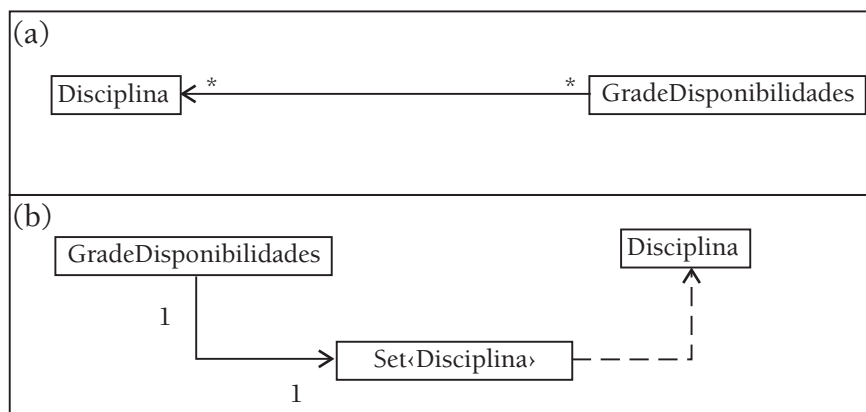 (a)
Disciplina
*
*
GradeDisponibilidades
(b)
GradeDisponibilidades
Disciplina
1
Set‹Disciplina›
1